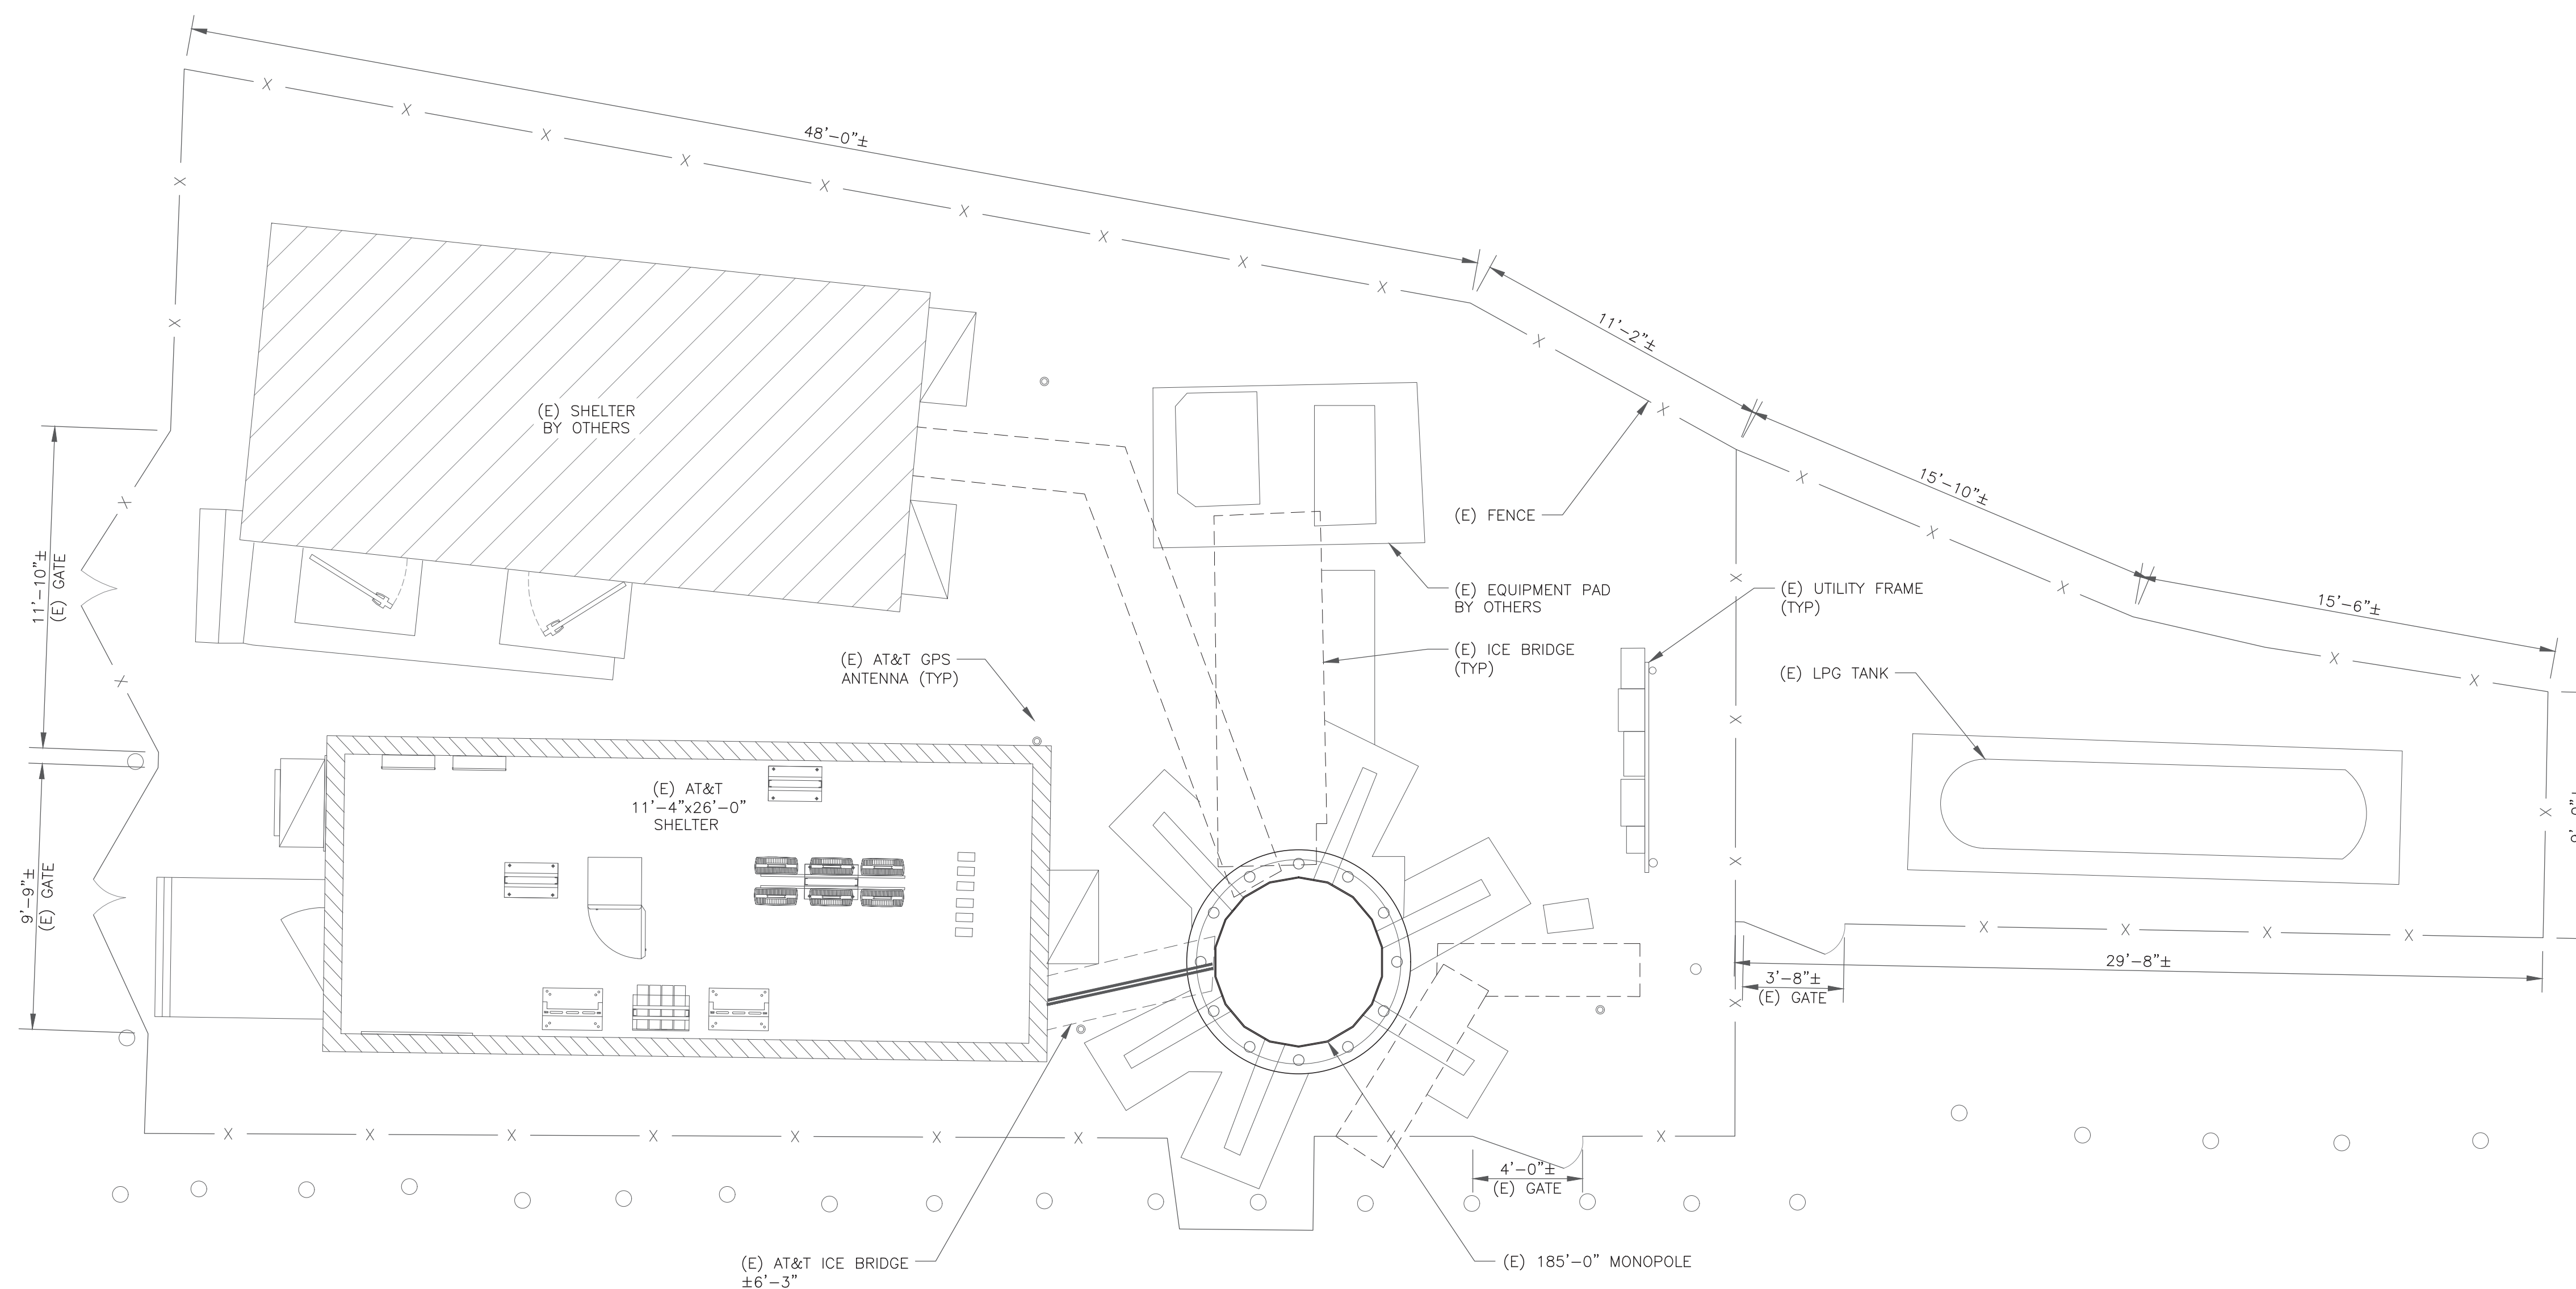 48'-0"±
11'-2"±
15'-10"±
15'-6"±
(E) SHELTER
BY OTHERS
(E) FENCE
11'-10"±
(E) GATE
(E) EQUIPMENT PAD
BY OTHERS
(E) UTILITY FRAME
(TYP)
(E) ICE BRIDGE
(TYP)
(E) AT&T GPS
ANTENNA (TYP)
(E) LPG TANK
(E) AT&T
11'-4"x26'-0"
SHELTER
9'-9"±
(E) GATE
29'-8"±
3'-8"±
(E) GATE
4'-0"±
(E) GATE
(E) AT&T ICE BRIDGE
±6'-3"
(E) 185'-0" MONOPOLE